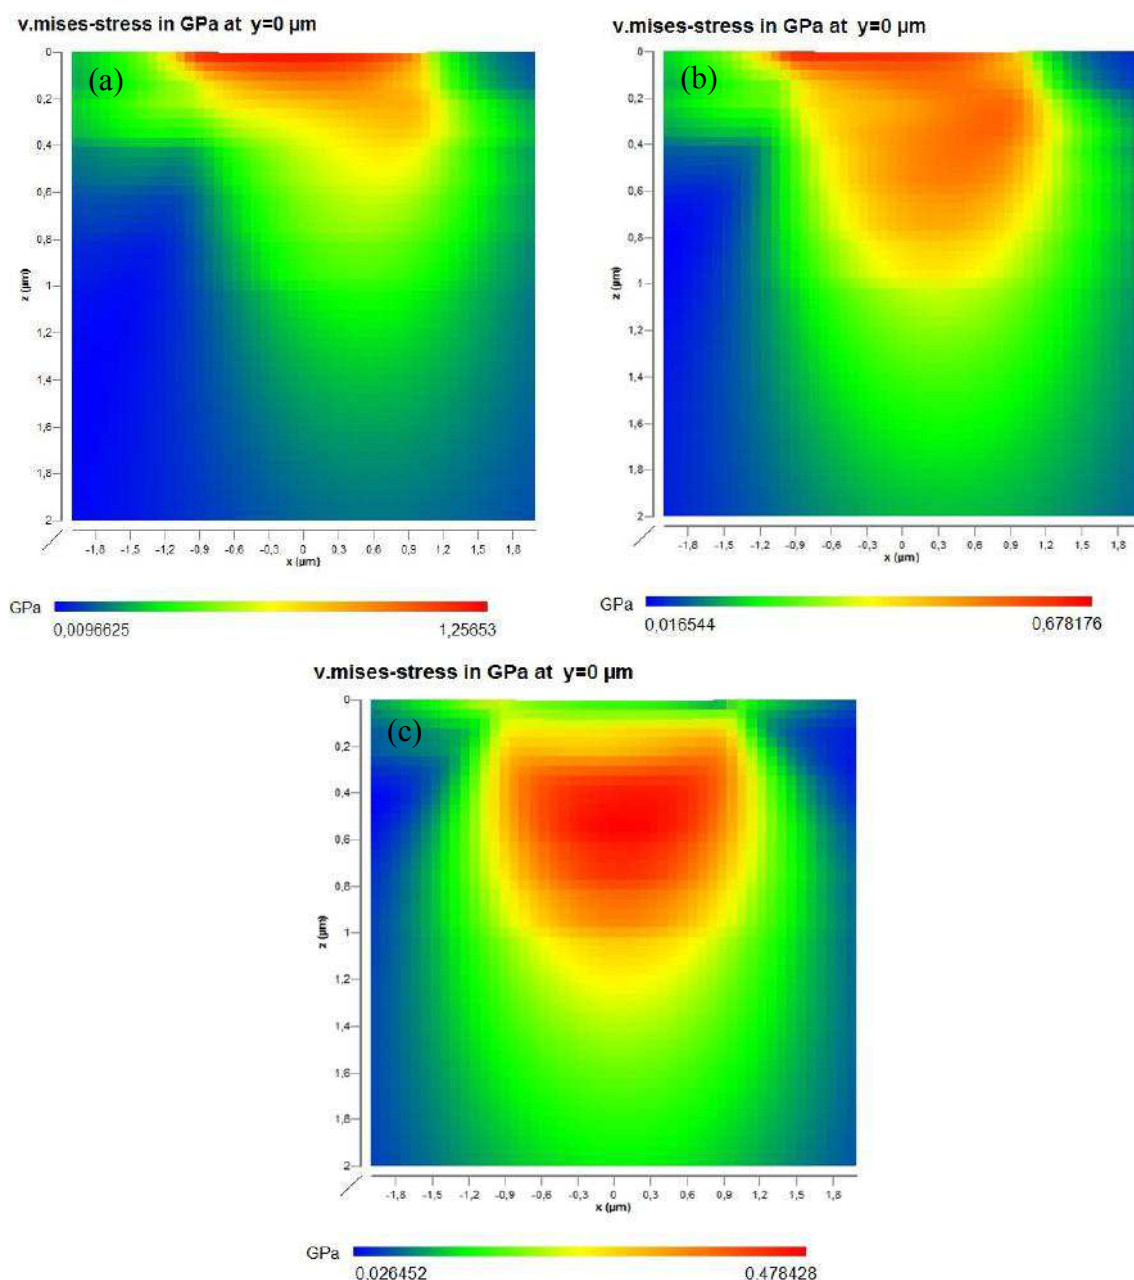 v.mises-stress in GPa at y=0 µm
(a)
0
0,2
0,4
0,6
0,8
1
1,2
1,4
1,6
1,8
2
z (µm)
-1,8 -1,5 -1,2 -0,9 -0,6 -0,3 0 0,3 0,6 0,9 1,2 1,5 1,8
x (µm)
GPa
0,0096625 1,25653
v.mises-stress in GPa at y=0 µm
(b)
0
0,2
0,4
0,6
0,8
1
1,2
1,4
1,6
1,8
2
z (µm)
-1,8 -1,5 -1,2 -0,9 -0,6 -0,3 0 0,3 0,6 0,9 1,2 1,5 1,8
x (µm)
GPa
0,016544 0,678176
v.mises-stress in GPa at y=0 µm
(c)
0
0,2
0,4
0,6
0,8
1
1,2
1,4
1,6
1,8
2
z (µm)
-1,8 -1,5 -1,2 -0,9 -0,6 -0,3 0 0,3 0,6 0,9 1,2 1,5 1,8
x (µm)
GPa
0.026452 0.478428